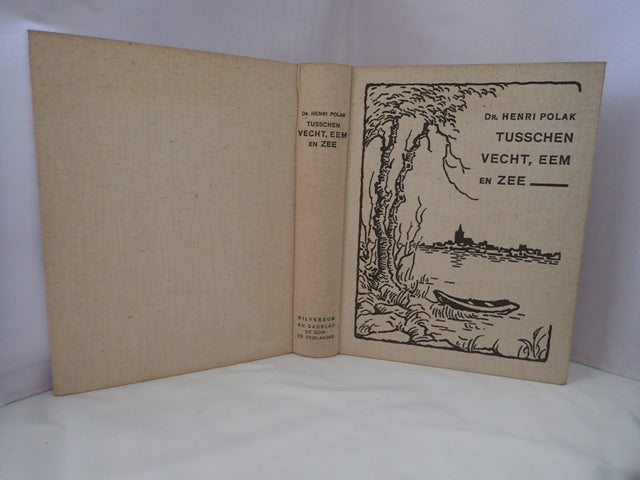 DR. HENRI POLAK
TUSSCHEN
VECHT, EEM
EN ZEE
HILVERSUM
N.V. DAGBLAD
DE GOOI-
EN EEMLANDER
DR. HENRI POLAK
TUSSCHEN
VECHT, EEM
EN ZEE